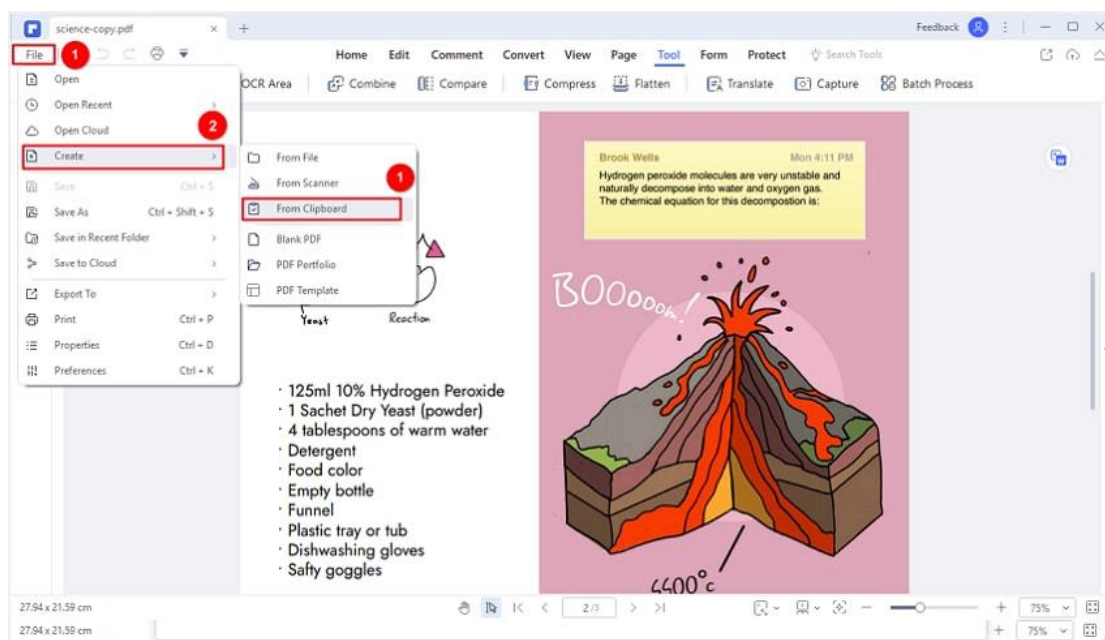 science-copy.pdf
Feedback
File
1
Home Edit Comment Convert View Page Tool Form Protect Search Tools
OCR Area Combine Compare Compress Flatten Translate Capture Batch Process
Open
Open Recent
Open Cloud
2
Create
Save Ctrl + S
Save As Ctrl + Shift + S
Save in Recent Folder
Save to Cloud
Export To
Print Ctrl + P
Properties Ctrl + D
Preferences Ctrl + K
From File
From Scanner
1
From Clipboard
Blank PDF
PDF Portfolio
PDF Template
Yeast Reaction
· 125ml 10% Hydrogen Peroxide
· 1 Sachet Dry Yeast (powder)
· 4 tablespoons of warm water
· Detergent
· Food color
· Empty bottle
· Funnel
· Plastic tray or tub
· Dishwashing gloves
· Safty goggles
Brook Wells Mon 4:11 PM
Hydrogen peroxide molecules are very unstable and
naturally decompose into water and oxygen gas.
The chemical equation for this decompostion is:
BOOoooom!
4400°c
27.94 x 21.59 cm 2/3 75%
27.94 x 21.59 cm 75%